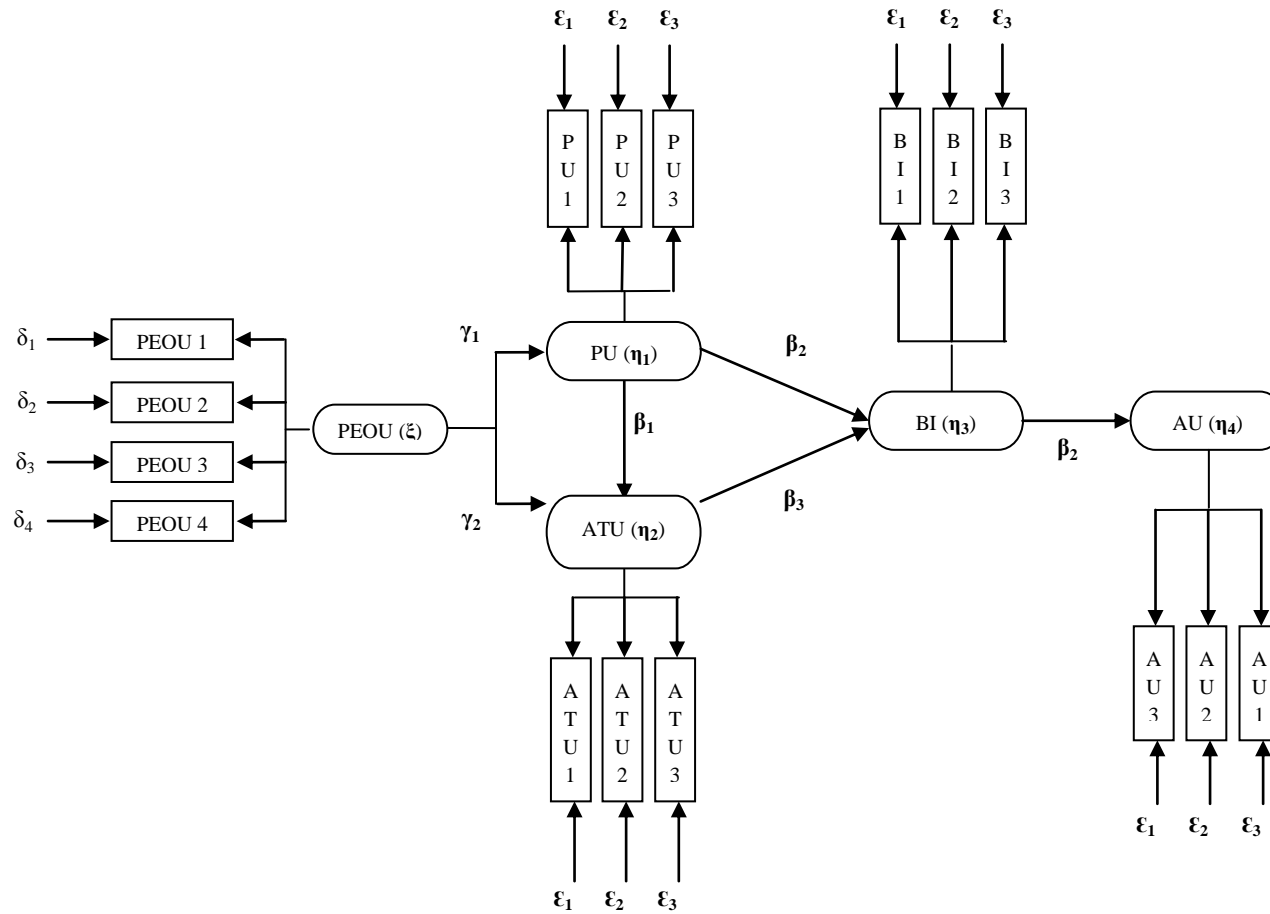 ε₁ ε₂ ε₃
ε₁ ε₂ ε₃
PU1 PU2 PU3
BI1 BI2 BI3
δ₁ PEOU 1
δ₂ PEOU 2
δ₃ PEOU 3
δ₄ PEOU 4
PEOU (ξ)
γ₁
γ₂
PU (η₁)
β₁
ATU (η₂)
β₂
β₃
BI (η₃)
β₂
AU (η₄)
ATU1 ATU2 ATU3
ε₁ ε₂ ε₃
AU3 AU2 AU1
ε₁ ε₂ ε₃